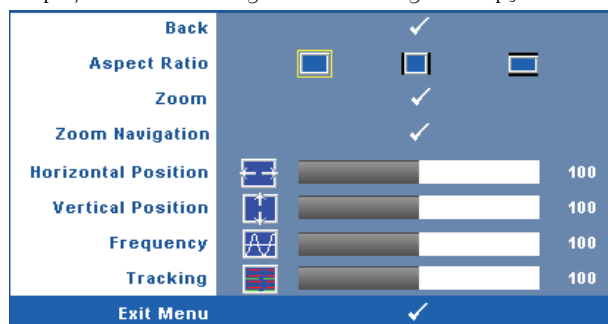 Back
Aspect Ratio
Zoom
Zoom Navigation
Horizontal Position 100
Vertical Position 100
Frequency 100
Tracking 100
Exit Menu